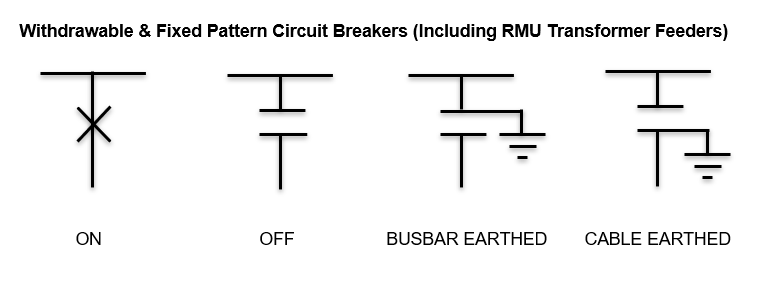 Withdrawable & Fixed Pattern Circuit Breakers (Including RMU Transformer Feeders)
ON OFF BUSBAR EARTHED CABLE EARTHED